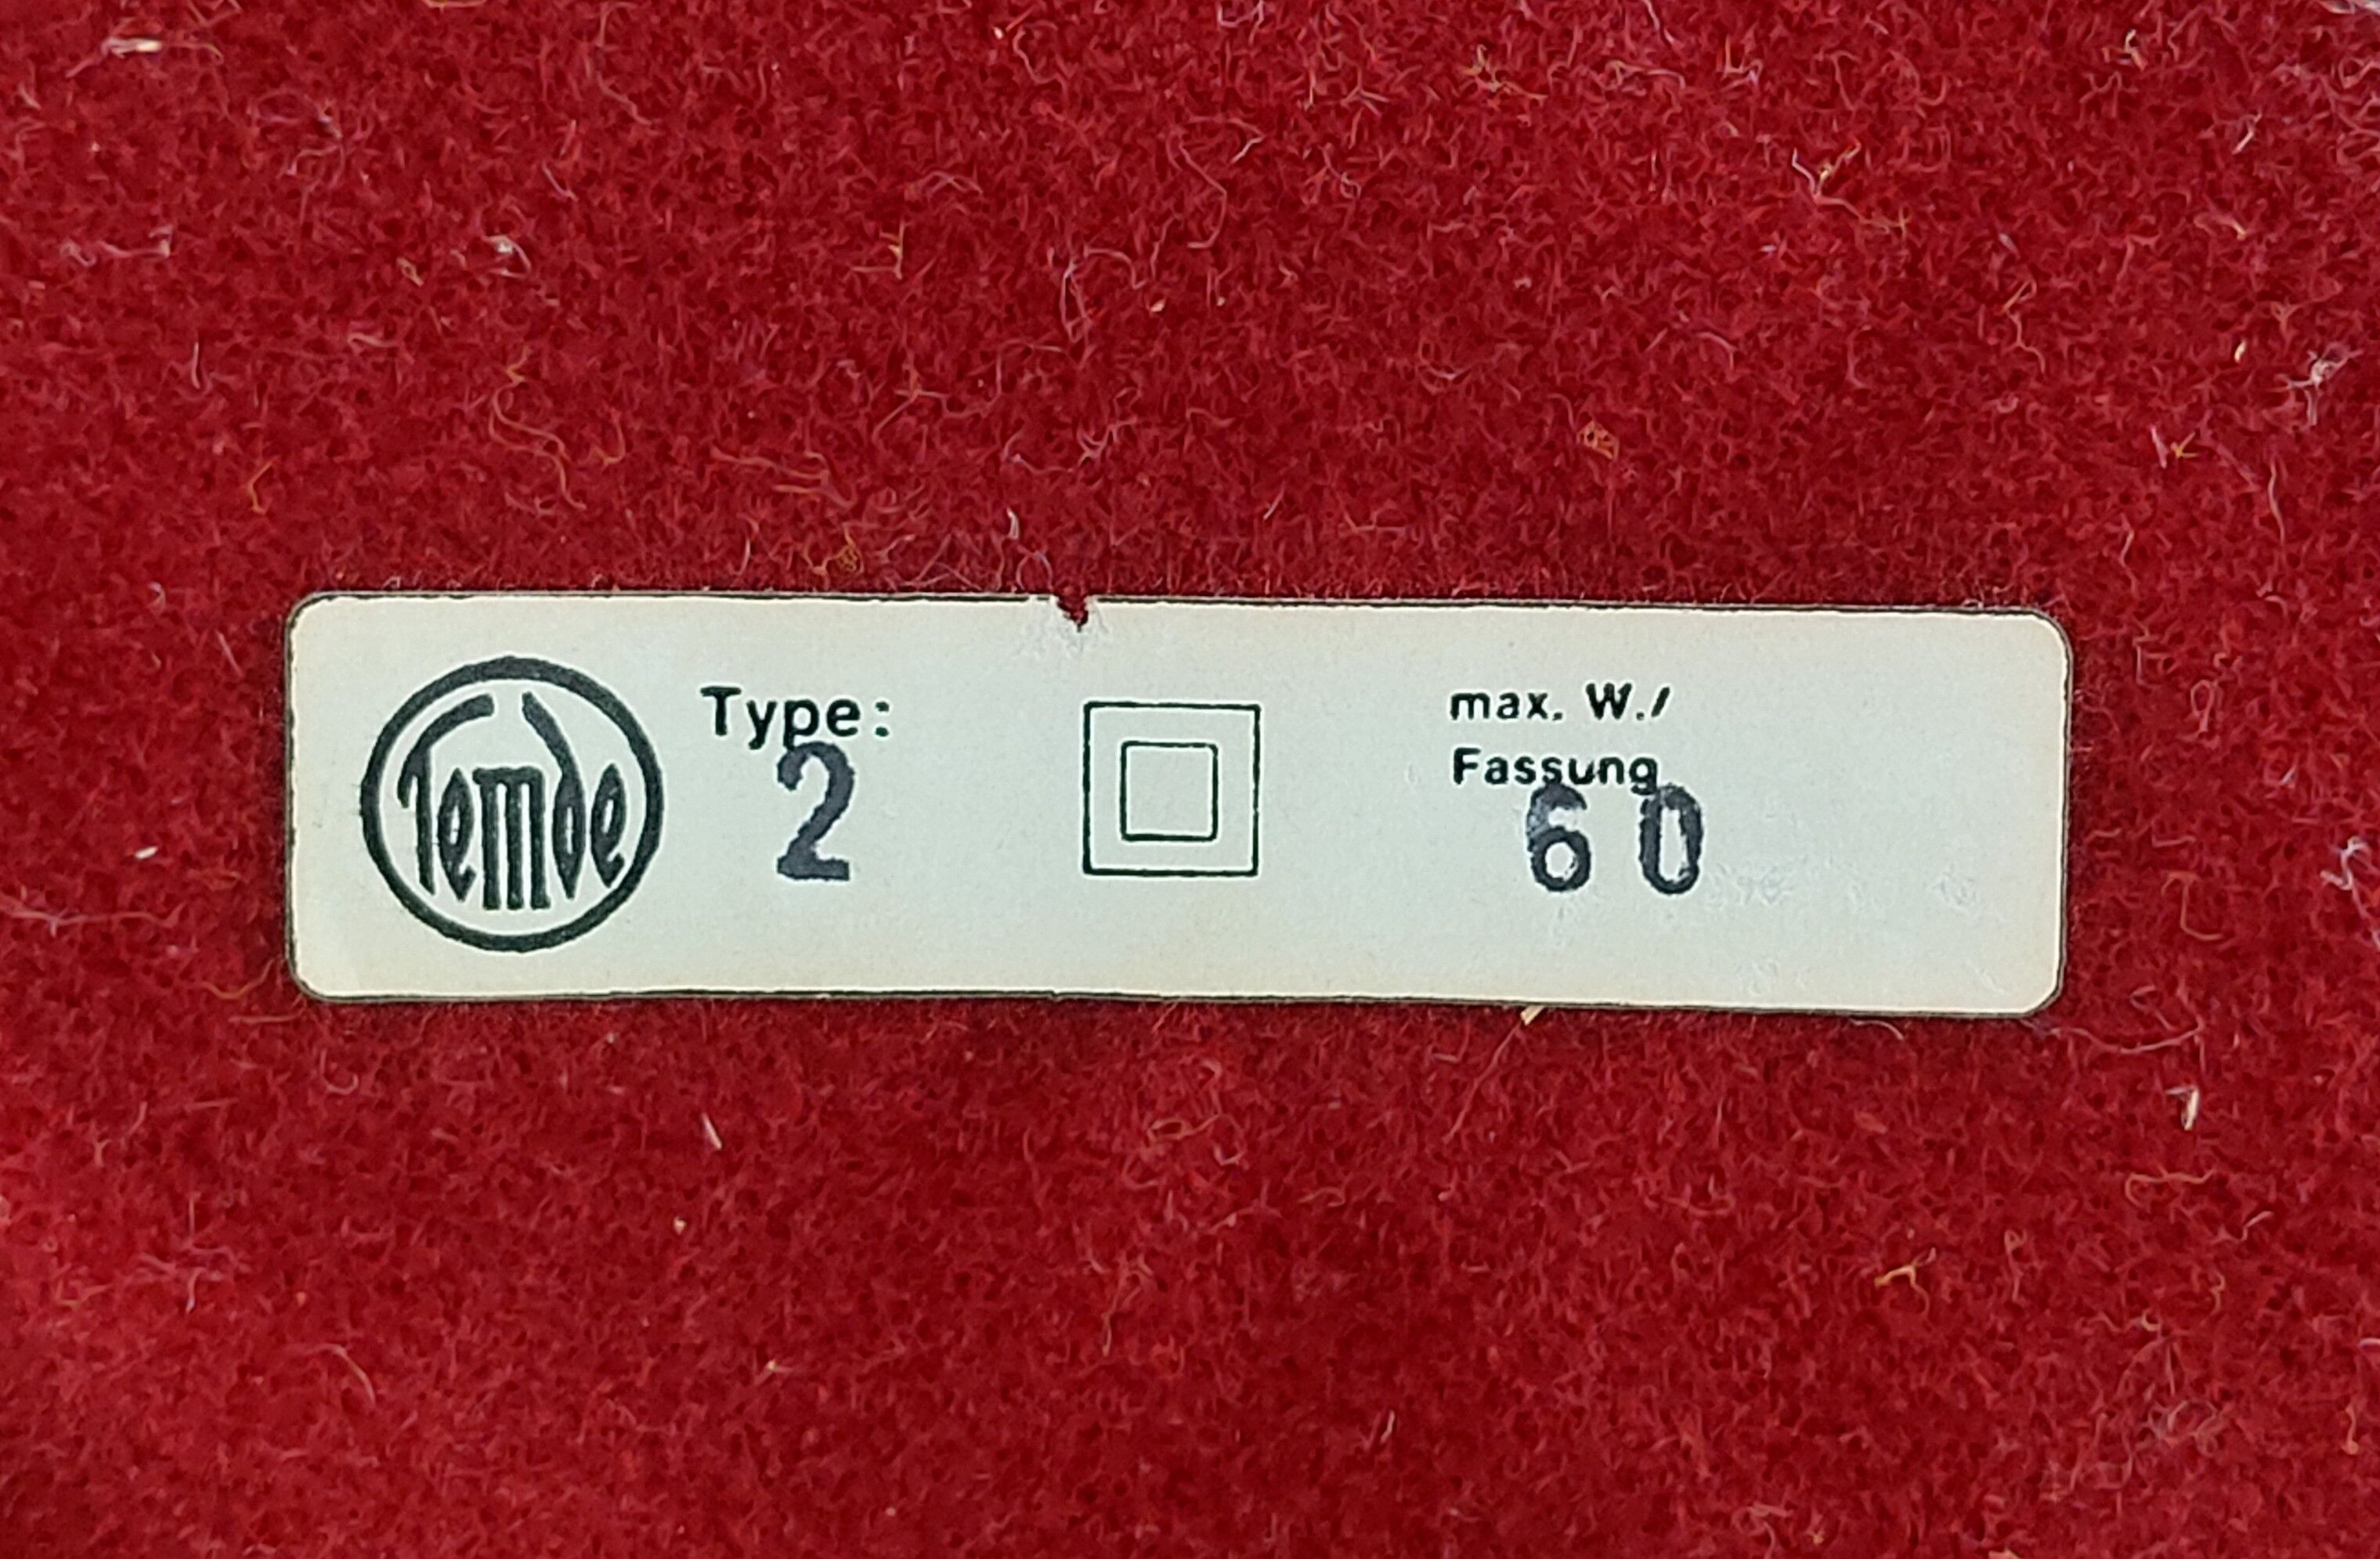 Temde
Type:
2
max. W./
Fassung
60